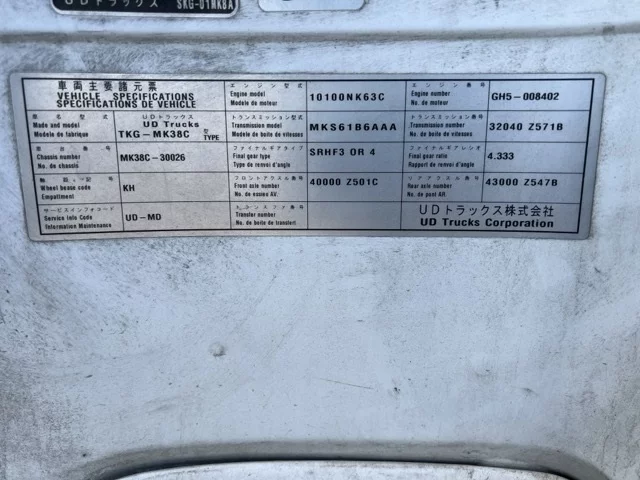 UDトラックス SKG-01MKBA
車両主要諸元票
VEHICLE SPECIFICATIONS
SPECIFICATIONS DE VEHICLE
型式
Make and model
Modele de fabrique
UDトラックス
UD Trucks
TKG-MK38C 型 TYPE
車台番号
Chassis number
No. de chassis
MK38C-30026
Wheel base code
Empattiment
KH
サービスインフォコード
Service Info Code
Information Maintenance
UD-MD
エンジン型式
Engine model
Modele de moteur
10100NK63C
トランスミッション型式
Transmission model
Modele de boite de vitesses
MKS61B6AAA
ファイナルギアタイプ
Final gear type
Type de renvoi d'angle
SRHF3 OR 4
フロントアクスル番号
Front axle number
No. de essieu AV.
40000 Z501C
トランスファ番号
Transfer number
No. de boite de transfert
エンジン番号
Engine number
No. de moteur
GH5-008402
トランスミッション番号
Transmission number
No. de boite de vitesses
32040 Z571B
ファイナルギアレシオ
Final gear ratio
Rapport de renvoi d'angle
4.333
リアアクスル番号
Rear axle number
No. de pont AR
43000 Z547B
UDトラックス株式会社
UD Trucks Corporation